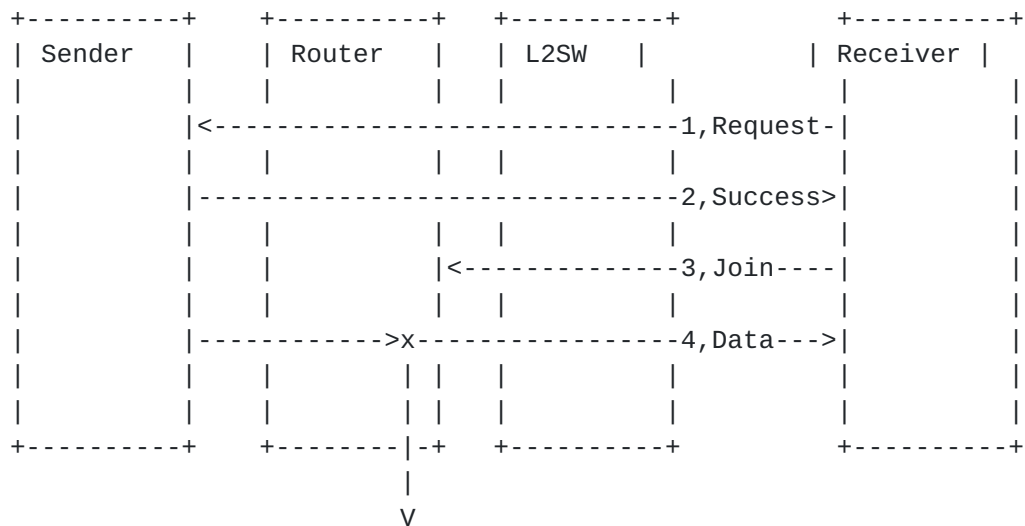 +----------+    +----------+   +----------+          +----------+
| Sender   |    | Router   |   | L2SW   |          | Receiver |
|          |    |          |   |          |          |          |
|          |<------------------------------1,Request-|          |
|          |    |          |   |          |          |          |
|          |-------------------------------2,Success>|          |
|          |    |          |   |          |          |          |
|          |    |          |<--------------3,Join----|          |
|          |    |          |   |          |          |          |
|          |------------>x-----------------4,Data--->|          |
|          |    |        | |   |          |          |          |
|          |    |        | |   |          |          |          |
+----------+    +--------|-+   +----------+          +----------+
                         |
                         V